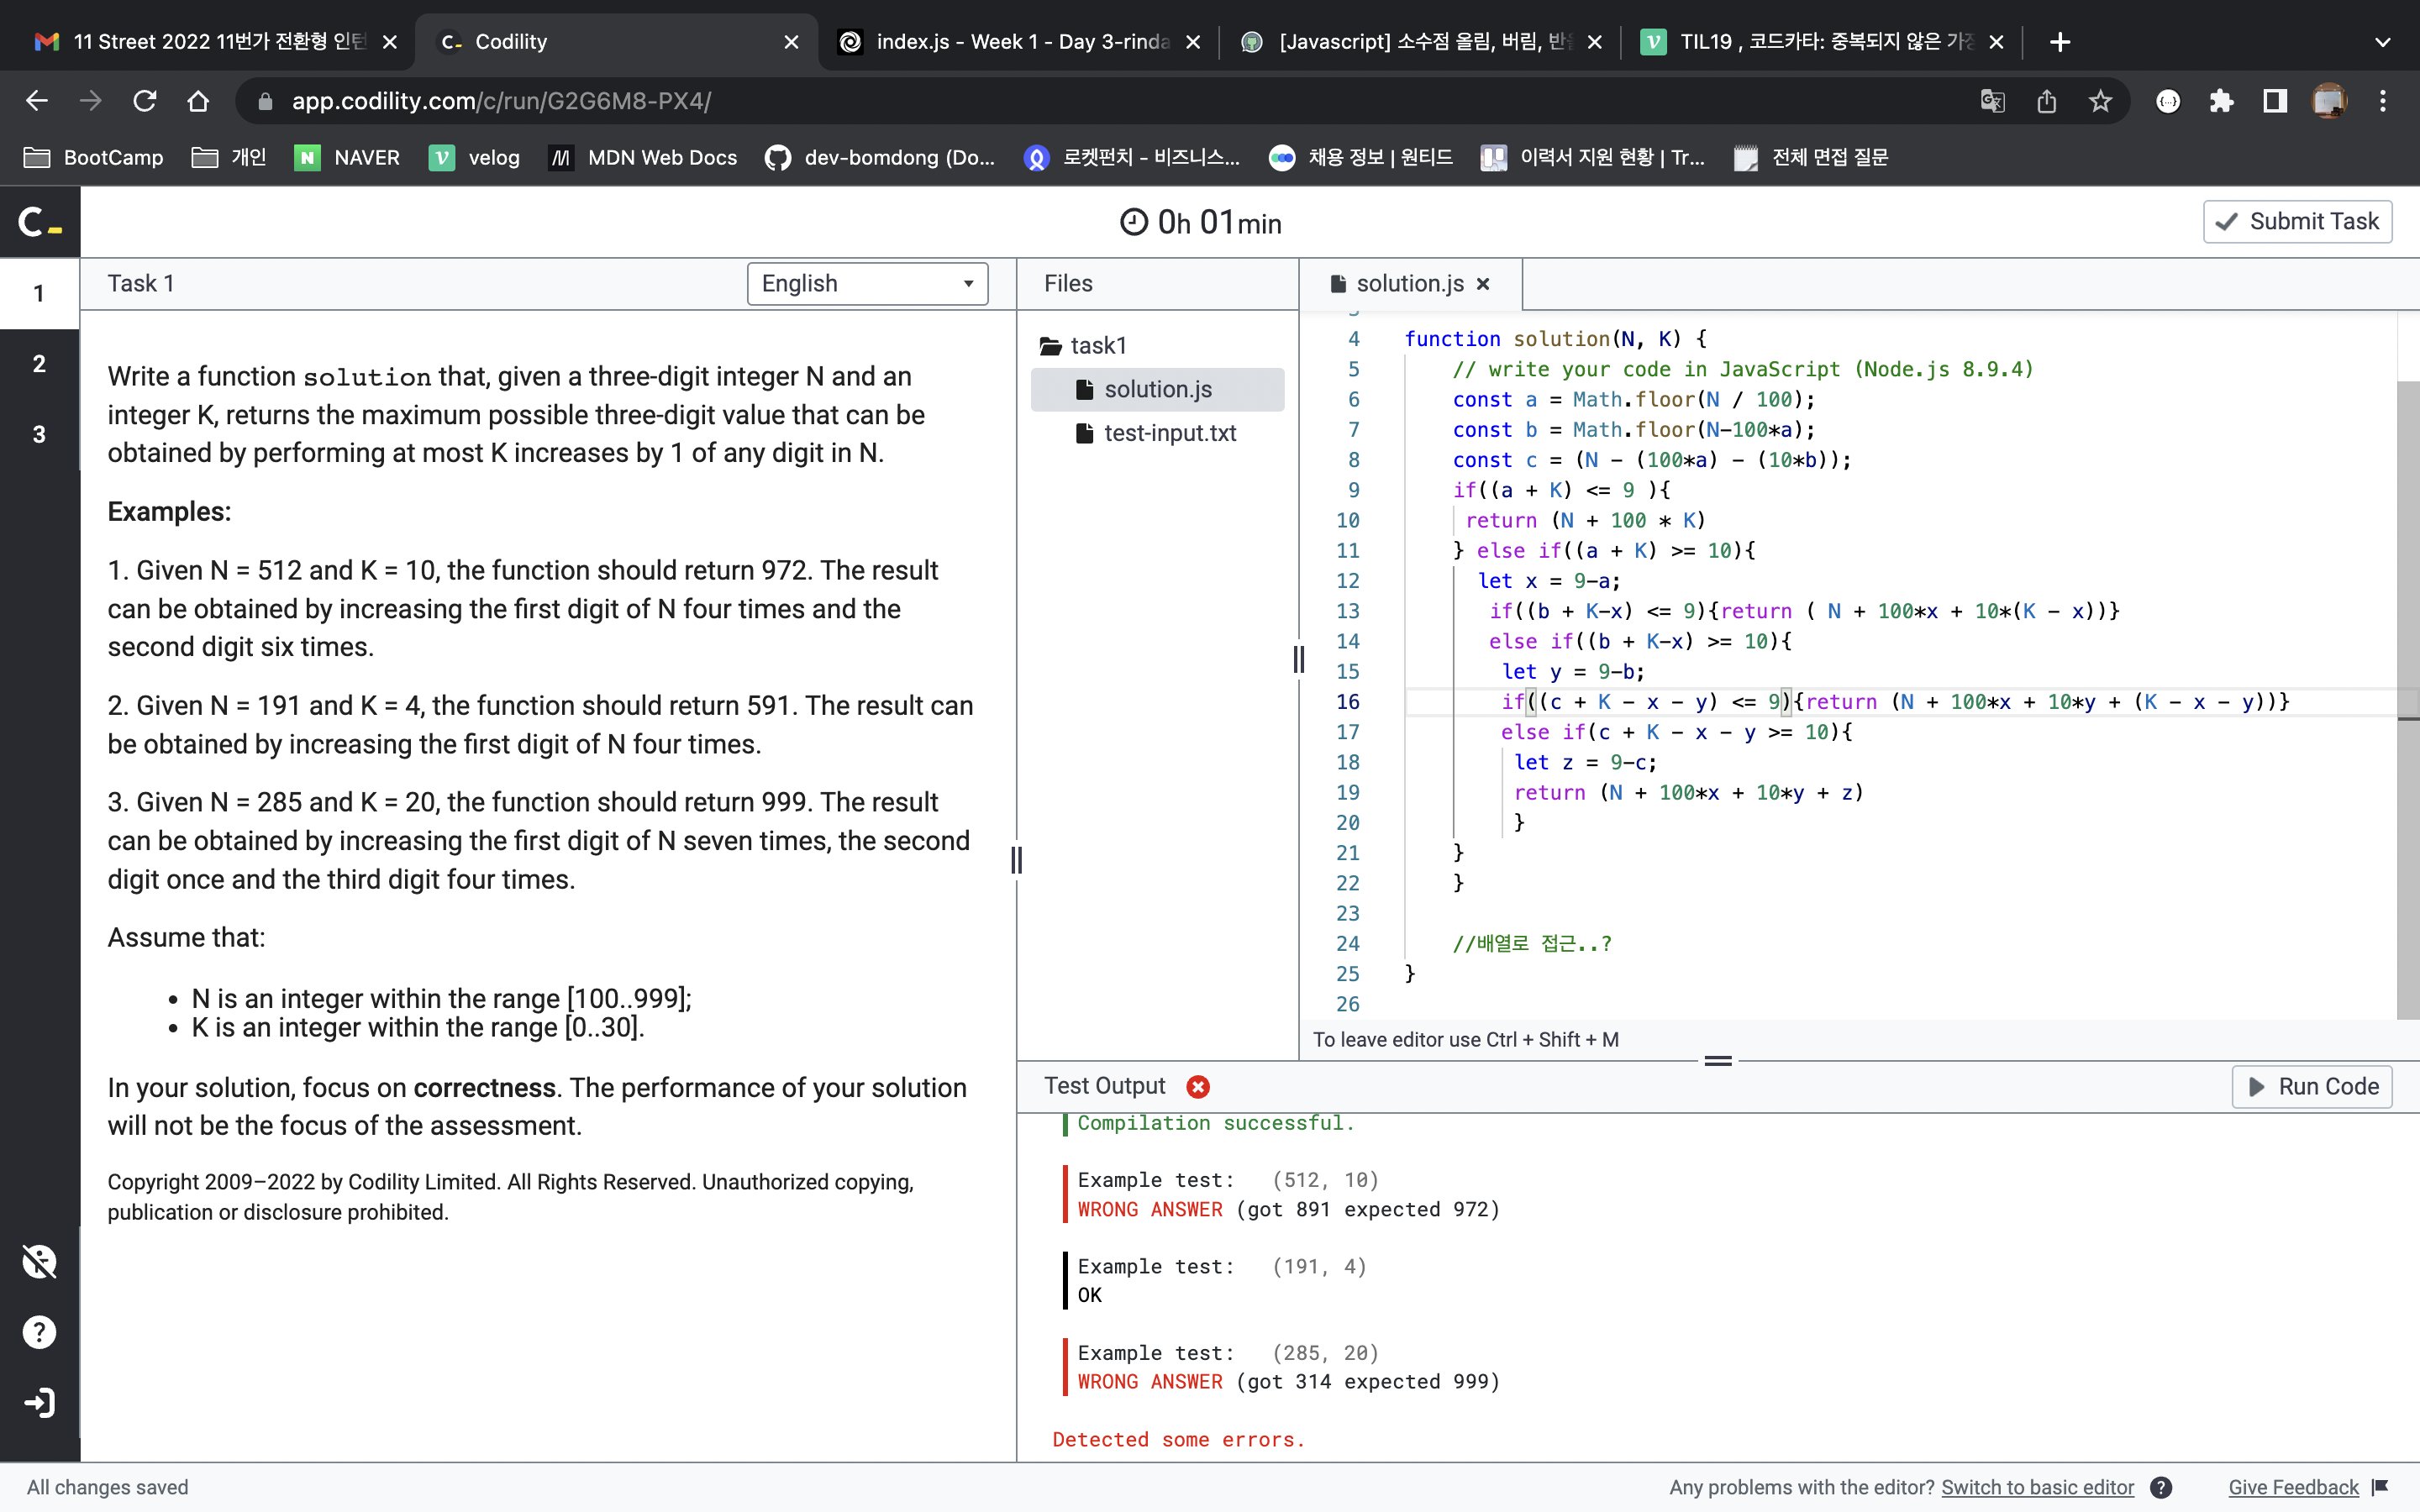 11 Street 2022 11번가 전환형 인턴
Codility
index.js - Week 1 - Day 3-rinda
[Javascript] 소수점 올림, 버림, 반
TIL19 , 코드카타: 중복되지 않은 가장
app.codility.com/c/run/G2G6M8-PX4/
BootCamp
개인
NAVER
velog
MDN Web Docs
dev-bomdong (Do...
로켓펀치 - 비즈니스...
채용 정보 | 원티드
이력서 지원 현황 | Tr...
전체 면접 질문
0h 01min
Submit Task
1
2
3
Task 1
English
Write a function solution that, given a three-digit integer N and an
integer K, returns the maximum possible three-digit value that can be
obtained by performing at most K increases by 1 of any digit in N.
Examples:
1. Given N = 512 and K = 10, the function should return 972. The result
can be obtained by increasing the first digit of N four times and the
second digit six times.
2. Given N = 191 and K = 4, the function should return 591. The result can
be obtained by increasing the first digit of N four times.
3. Given N = 285 and K = 20, the function should return 999. The result
can be obtained by increasing the first digit of N seven times, the second
digit once and the third digit four times.
Assume that:
• N is an integer within the range [100..999];
• K is an integer within the range [0..30].
In your solution, focus on correctness. The performance of your solution
will not be the focus of the assessment.
Copyright 2009–2022 by Codility Limited. All Rights Reserved. Unauthorized copying,
publication or disclosure prohibited.
Files
task1
solution.js
test-input.txt
solution.js
4 function solution(N, K) {
5 // write your code in JavaScript (Node.js 8.9.4)
6 const a = Math.floor(N / 100);
7 const b = Math.floor(N-100*a);
8 const c = (N - (100*a) - (10*b));
9 if((a + K) <= 9 ){
10 return (N + 100 * K)
11 } else if((a + K) >= 10){
12 let x = 9-a;
13 if((b + K-x) <= 9){return ( N + 100*x + 10*(K - x))}
14 else if((b + K-x) >= 10){
15 let y = 9-b;
16 if((c + K - x - y) <= 9){return (N + 100*x + 10*y + (K - x - y))}
17 else if(c + K - x - y >= 10){
18 let z = 9-c;
19 return (N + 100*x + 10*y + z)
20 }
21 }
22 }
23
24 //배열로 접근..?
25 }
26
To leave editor use Ctrl + Shift + M
Test Output
Run Code
Compilation successful.
Example test: (512, 10)
WRONG ANSWER (got 891 expected 972)
Example test: (191, 4)
OK
Example test: (285, 20)
WRONG ANSWER (got 314 expected 999)
Detected some errors.
All changes saved
Any problems with the editor? Switch to basic editor
Give Feedback